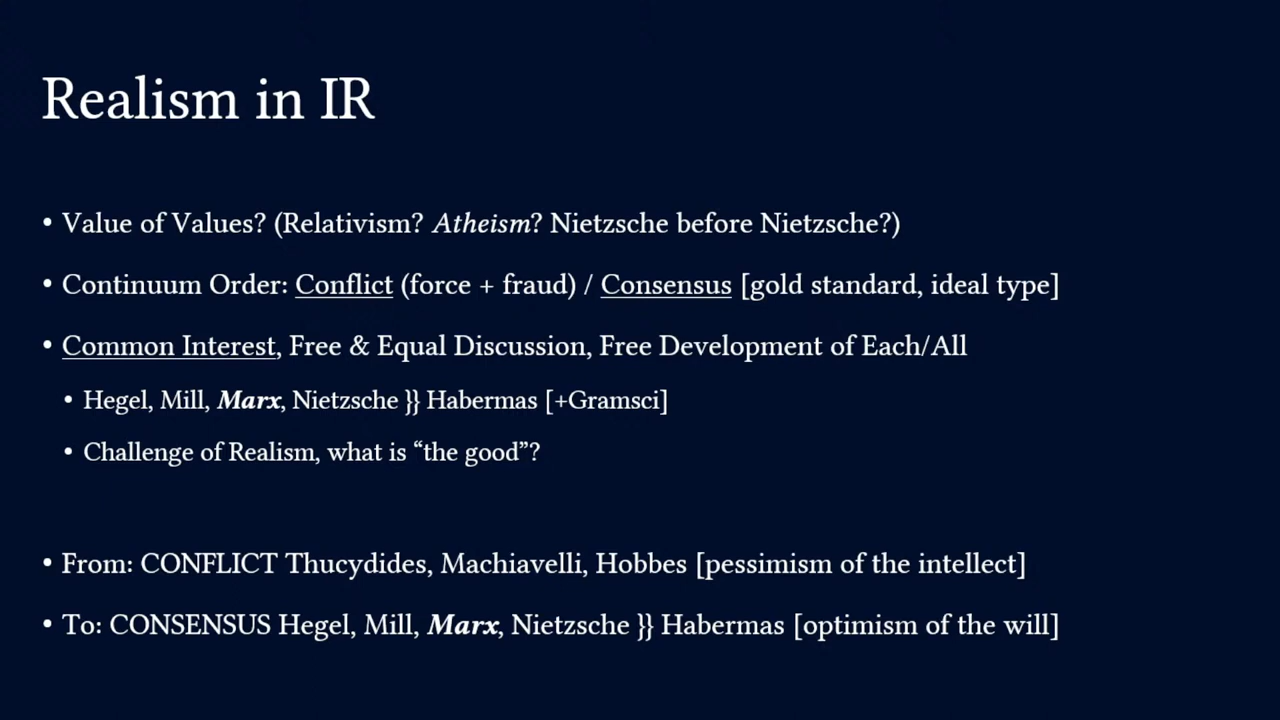 Realism in IR
• Value of Values? (Relativism? Atheism? Nietzsche before Nietzsche?)
• Continuum Order: Conflict (force + fraud) / Consensus [gold standard, ideal type]
• Common Interest, Free & Equal Discussion, Free Development of Each/All
• Hegel, Mill, Marx, Nietzsche }} Habermas [+Gramsci]
• Challenge of Realism, what is “the good”?
• From: CONFLICT Thucydides, Machiavelli, Hobbes [pessimism of the intellect]
• To: CONSENSUS Hegel, Mill, Marx, Nietzsche }} Habermas [optimism of the will]